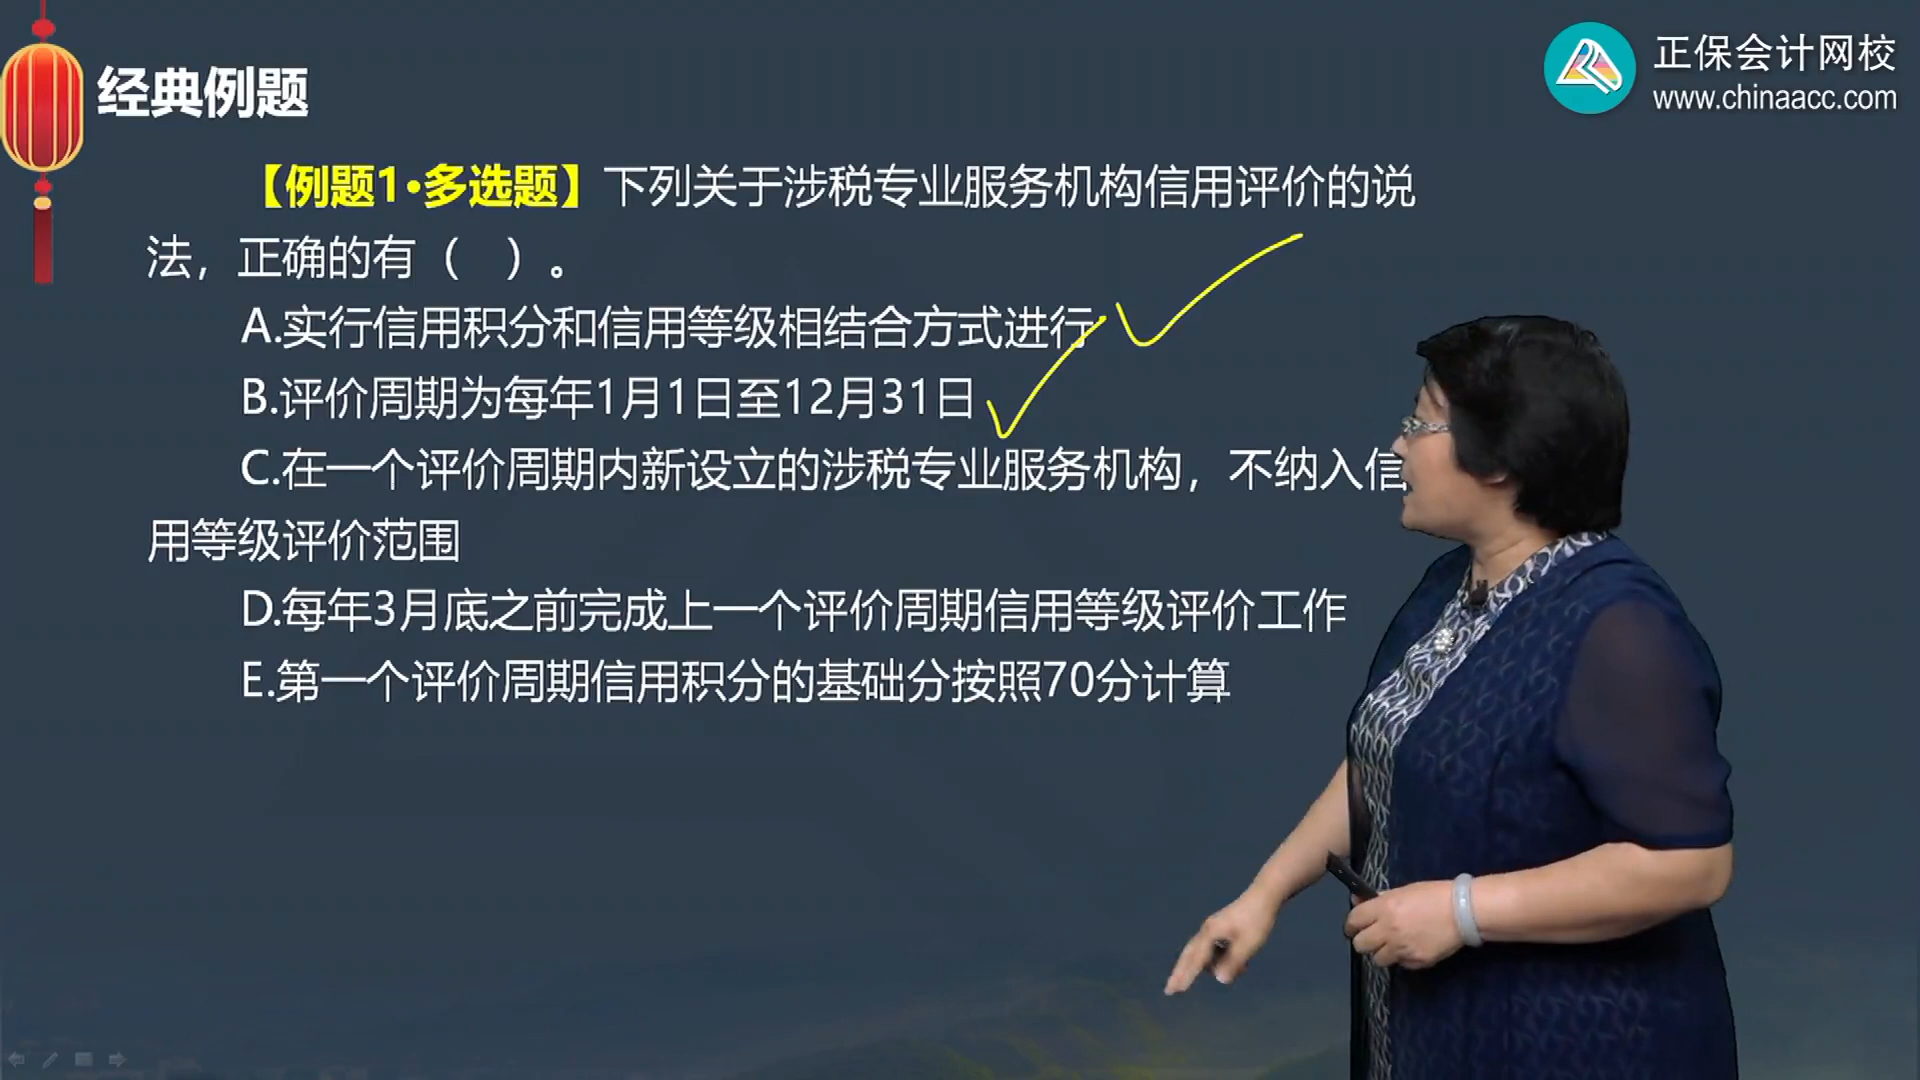 正保会计网校
www.chinaacc.com
经典例题
【例题1•多选题】下列关于涉税专业服务机构信用评价的说
法，正确的有（　）。
A.实行信用积分和信用等级相结合方式进行
B.评价周期为每年1月1日至12月31日
C.在一个评价周期内新设立的涉税专业服务机构，不纳入信
用等级评价范围
D.每年3月底之前完成上一个评价周期信用等级评价工作
E.第一个评价周期信用积分的基础分按照70分计算